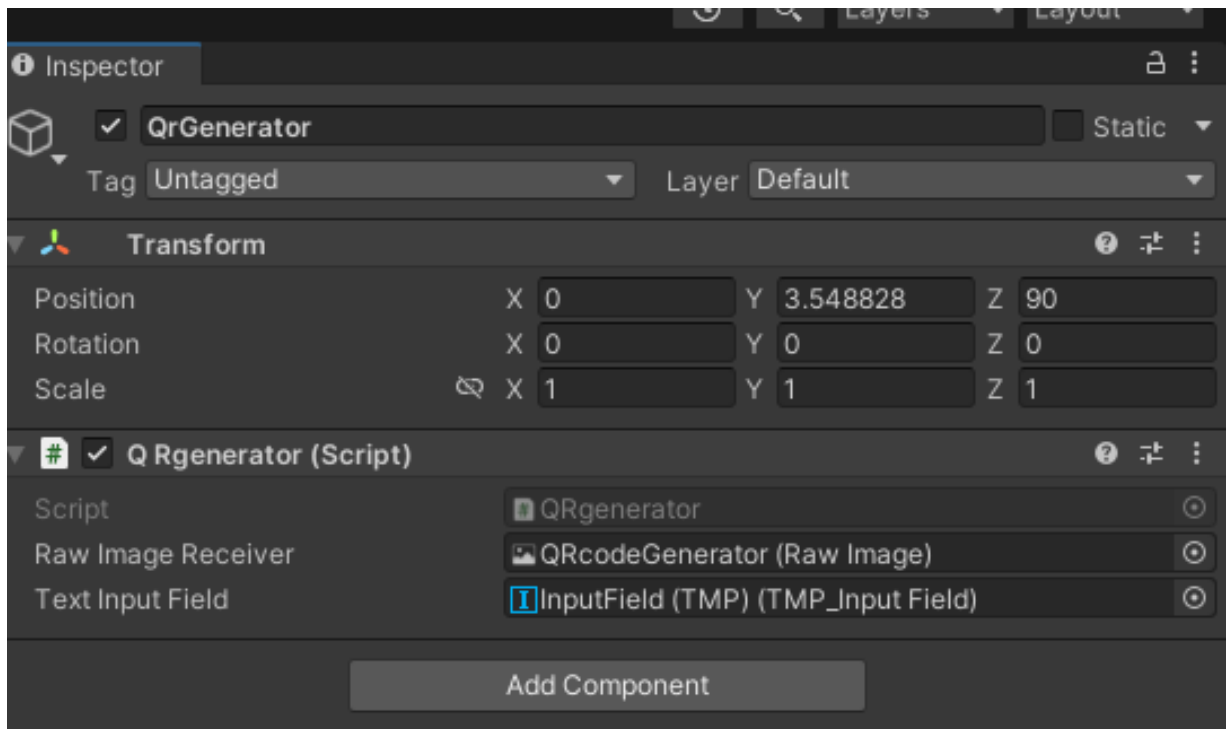 Layers Layout
Inspector
QrGenerator Static
Tag Untagged Layer Default
Transform
Position X 0 Y 3.548828 Z 90
Rotation X 0 Y 0 Z 0
Scale X 1 Y 1 Z 1
# Q Rgenerator (Script)
Script # QRgenerator
Raw Image Receiver QRcodeGenerator (Raw Image)
Text Input Field InputField (TMP) (TMP_Input Field)
Add Component